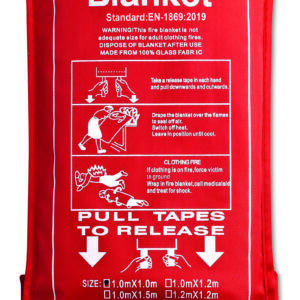 Blanket
Standard:EN-1869:2019
WARNING!This fire blanket is not
adequate size for adult clothing fires.
DISPOSE OF BLANKET AFTER USE
MADE FROM 100% GLASS FABRIC
Take a release tape in each hand
and pull downwards and outwards.
Drape the blanket over the flames
to seal off air.
Switch off heat.
Leave in position until cool.
CLOTHING FIRE
If clothing is on fire, force victim
to ground
Wrap in fire blanket, call medicalaid
and treat for shock.
PULL TAPES
TO RELEASE
SIZE: 1.0mX1.0m 1.0mX1.2m
1.0mX1.5m 1.2mX1.2m